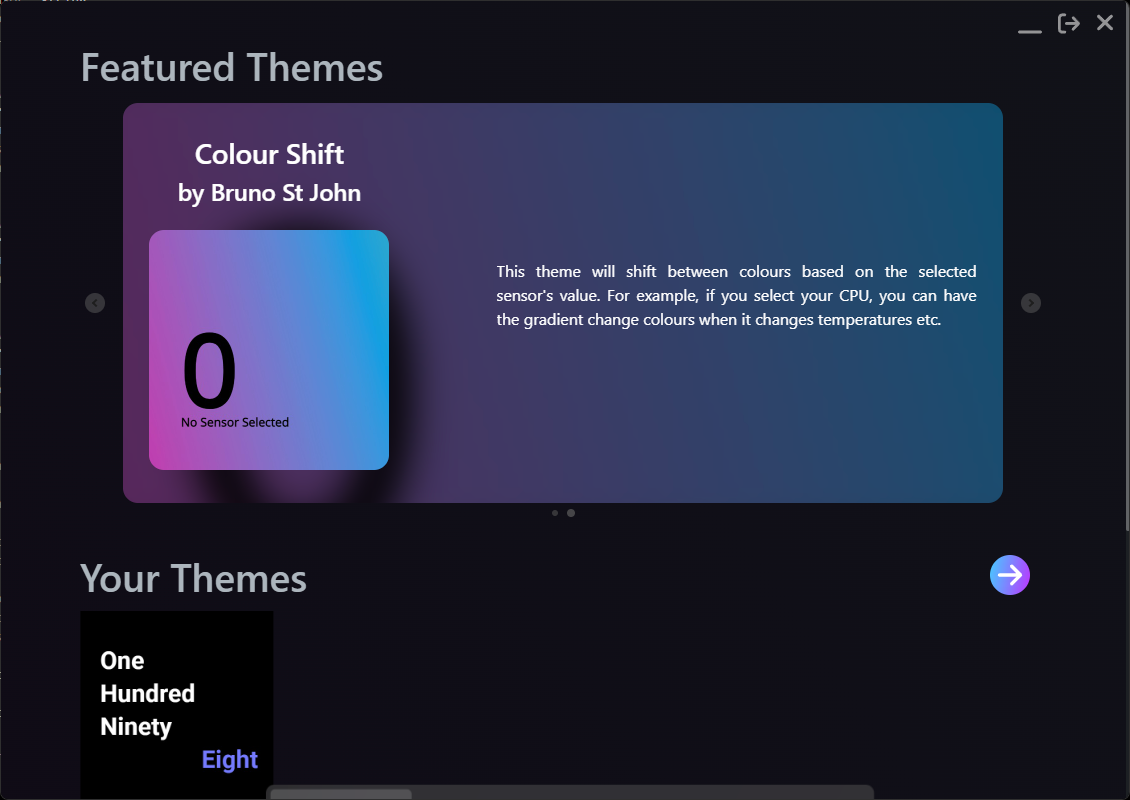 Featured Themes
Colour Shift
by Bruno St John
0
No Sensor Selected
This theme will shift between colours based on the selected
sensor's value. For example, if you select your CPU, you can have
the gradient change colours when it changes temperatures etc.
Your Themes
One
Hundred
Ninety
Eight